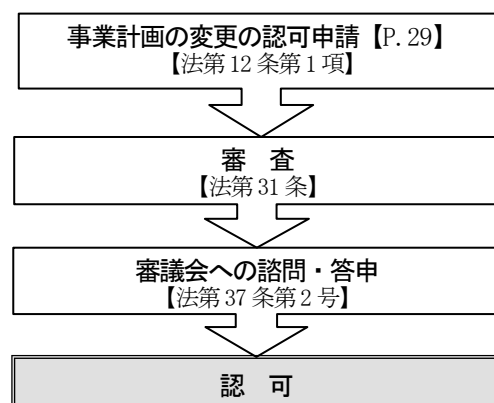 事業計画の変更の認可申請【P.29】
【法第12条第1項】
審 査
【法第31条】
審議会への諮問・答申
【法第37条第2号】
認 可